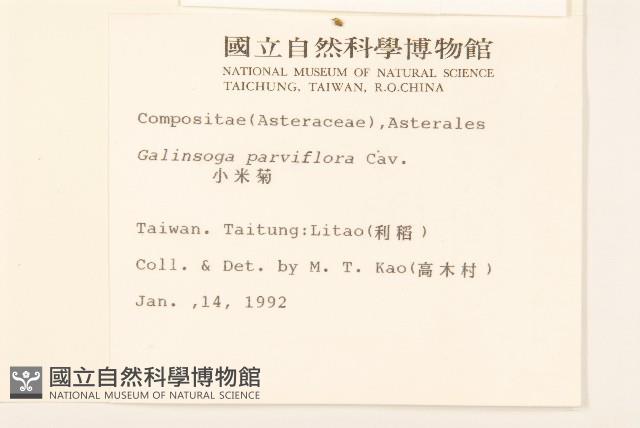 國立自然科學博物館
NATIONAL MUSEUM OF NATURAL SCIENCE
TAICHUNG, TAIWAN, R.O.CHINA
Compositae(Asteraceae),Asterales
Galinsoga parviflora Cav.
小米菊
Taiwan. Taitung:Litao(利稻)
Coll. & Det. by M. T. Kao(高木村)
Jan. ,14, 1992
國立自然科學博物館
NATIONAL MUSEUM OF NATURAL SCIENCE